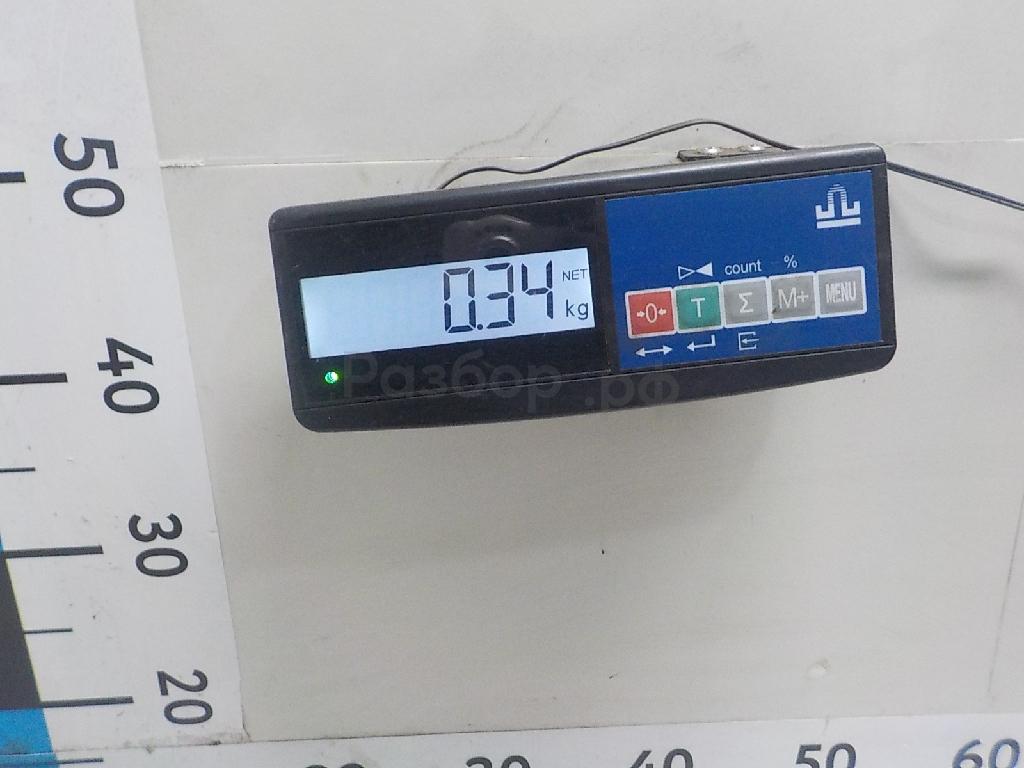 50
40
30
20
0.34
NET
kg
count %
→0← T Σ M+ MENU
Разбор.рф
30 40 50 60